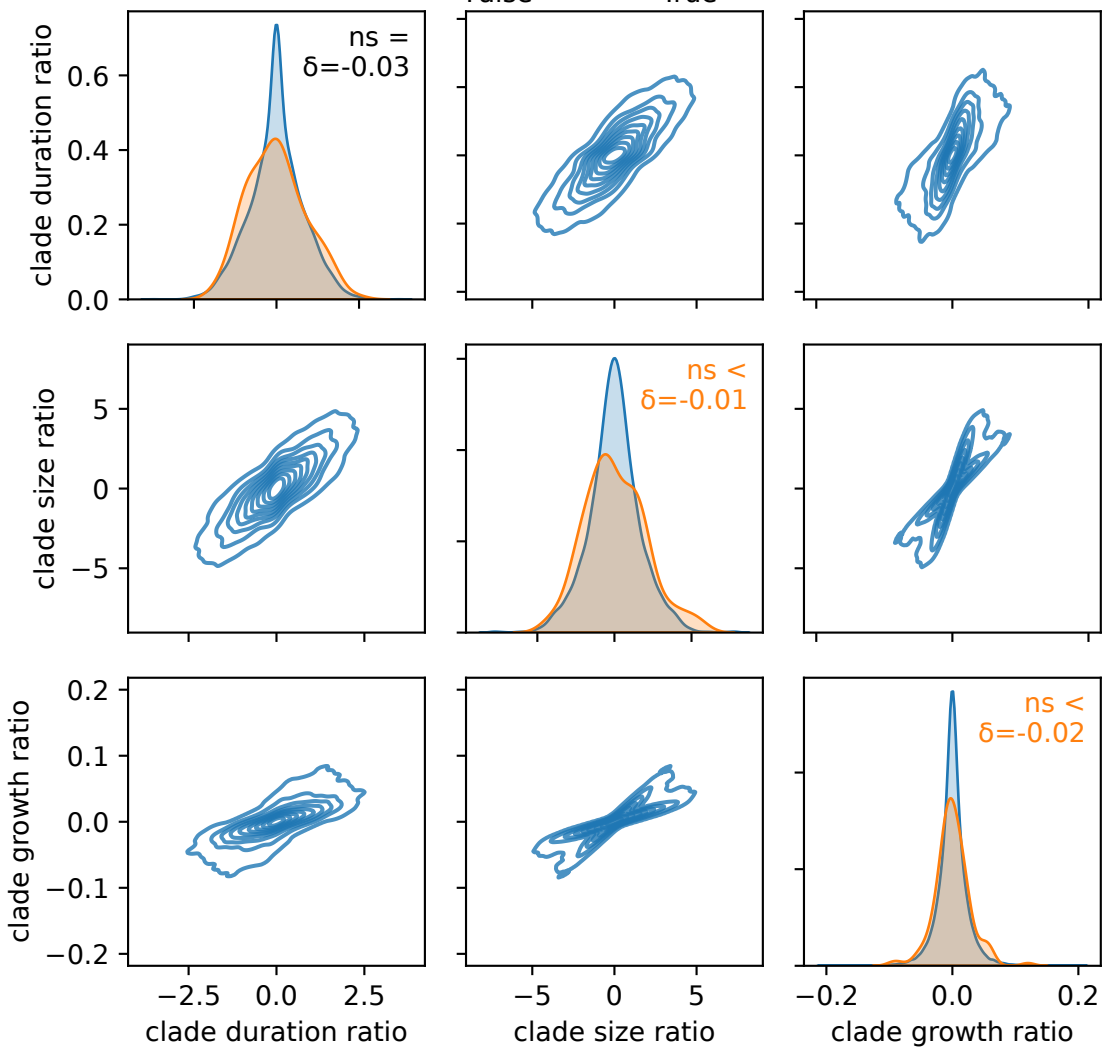 ns =
δ=-0.03
clade duration ratio
0.6
0.4
0.2
0.0
ns <
δ=-0.01
clade size ratio
5
0
−5
ns <
δ=-0.02
clade growth ratio
0.2
0.1
0.0
−0.1
−0.2
−2.5 0.0 2.5
−5 0 5
−0.2 0.0 0.2
clade duration ratio
clade size ratio
clade growth ratio